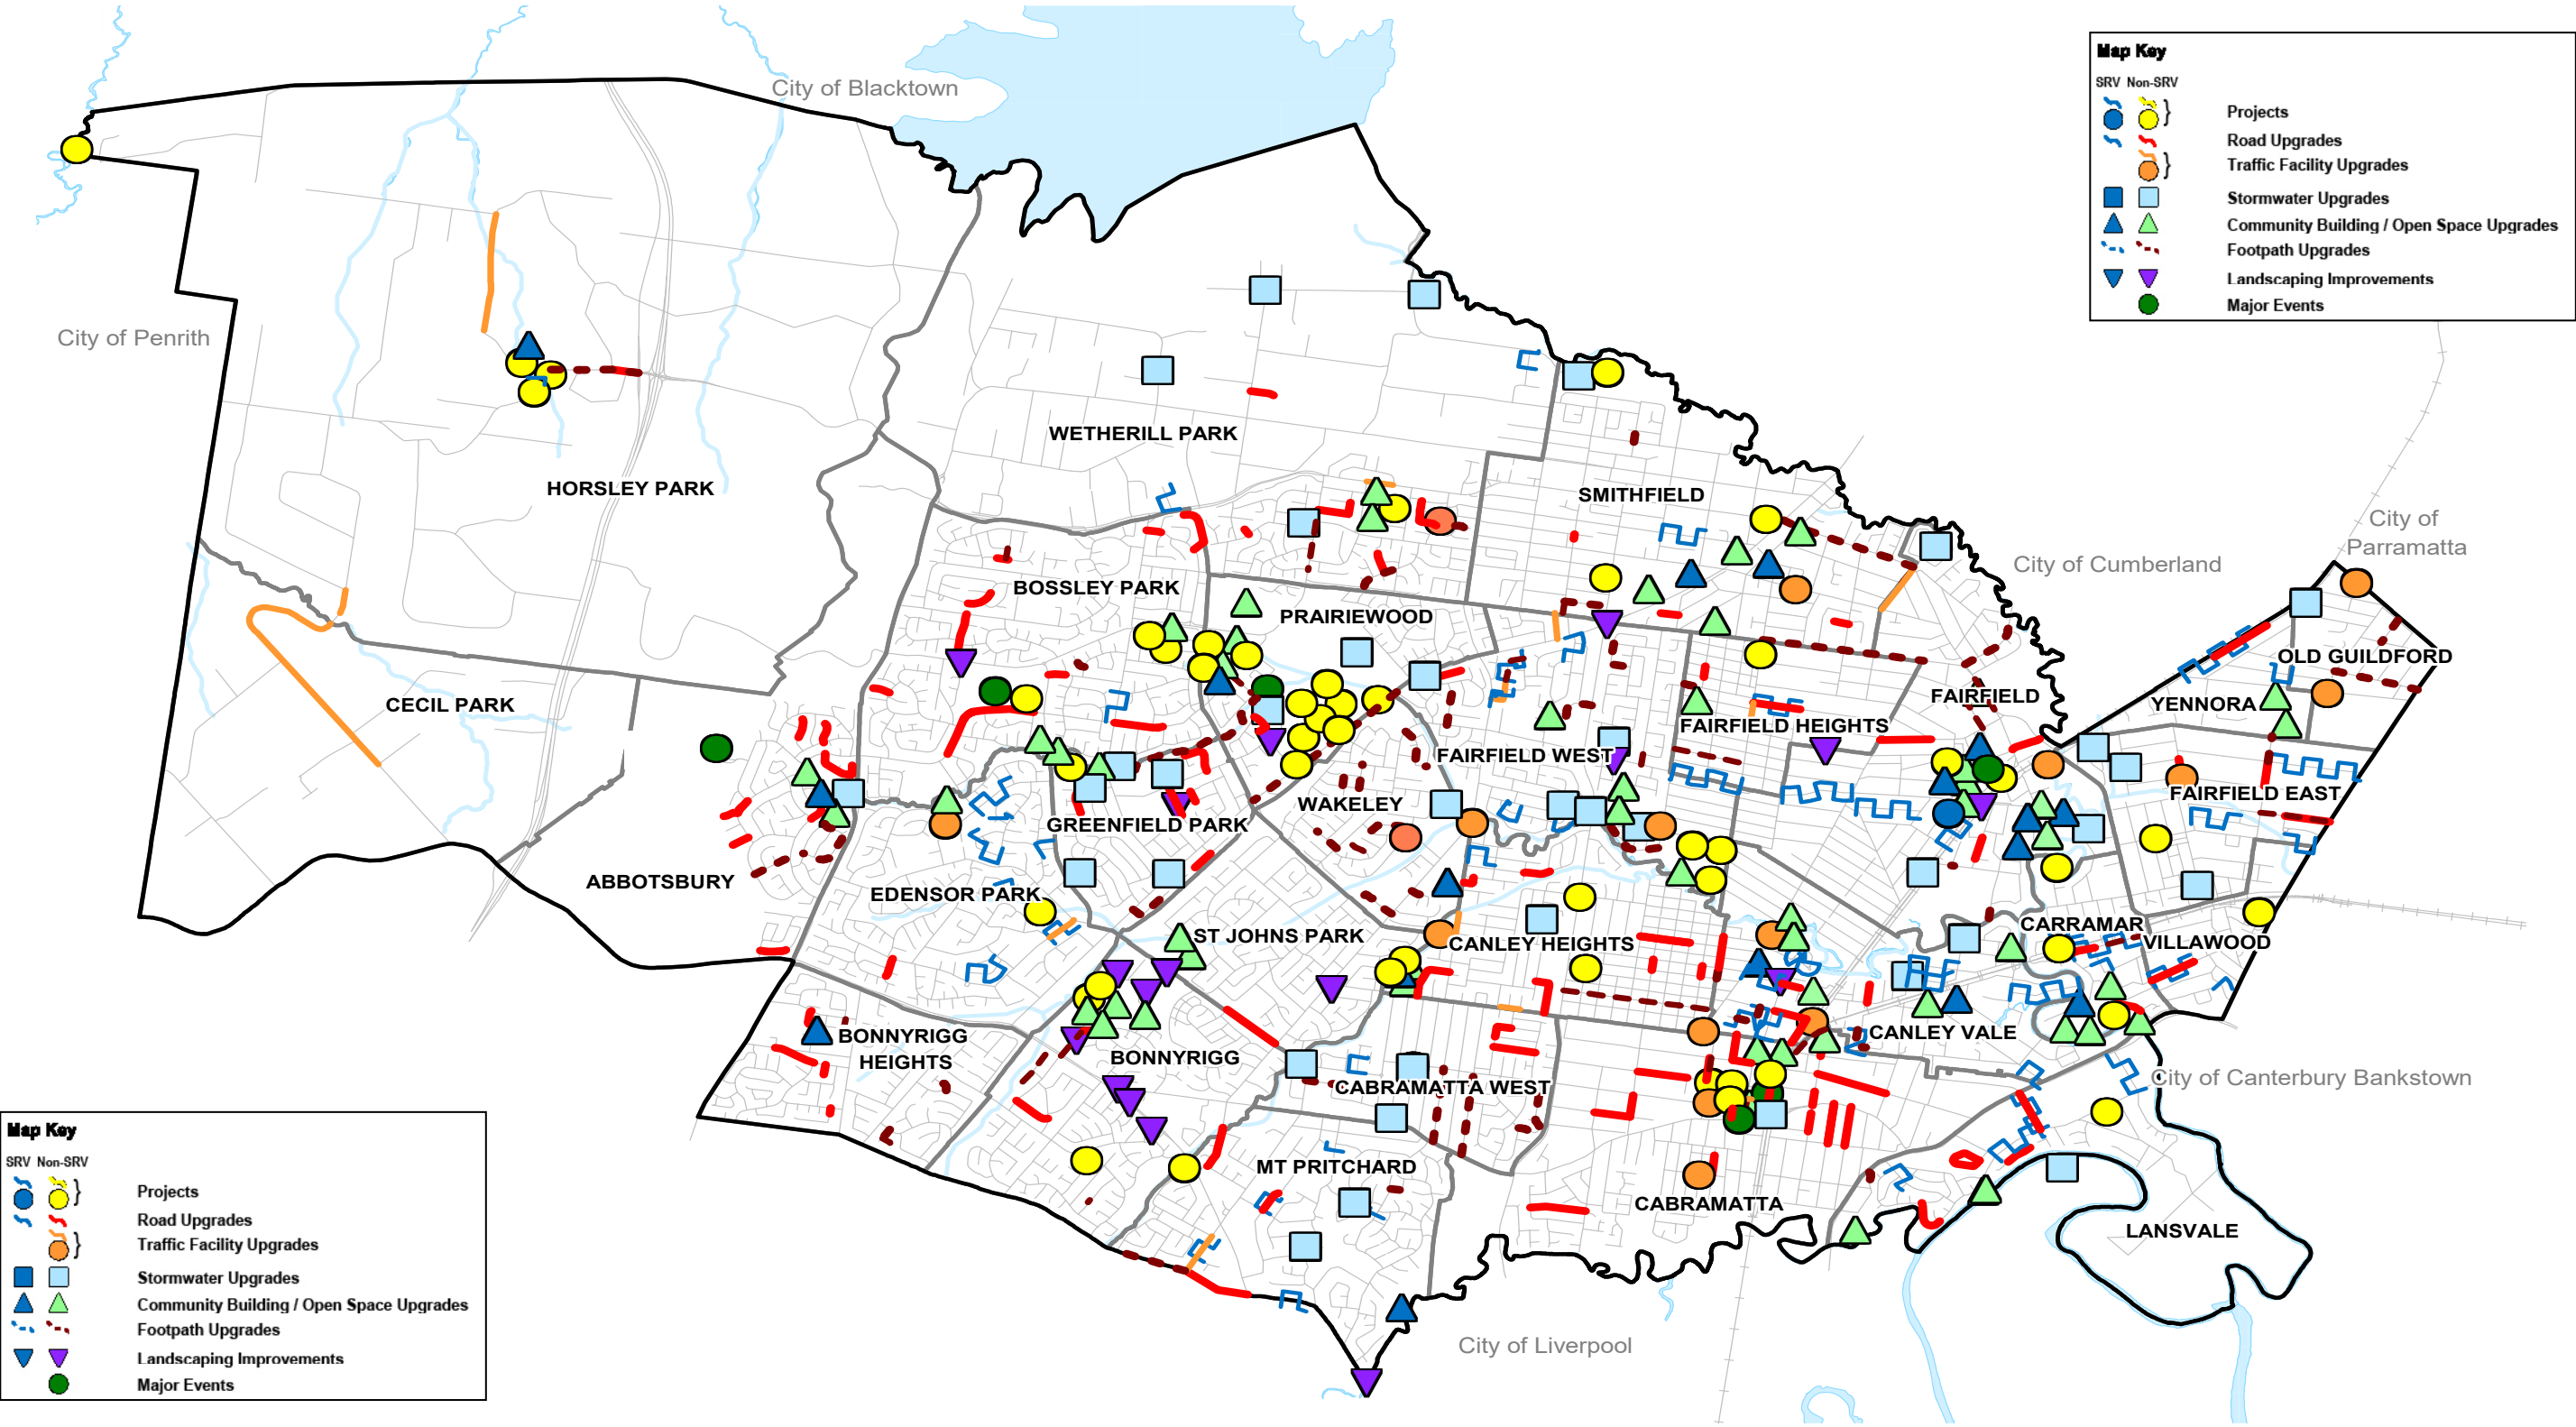 Map Key
SRV Non-SRV
Projects
Road Upgrades
Traffic Facility Upgrades
Stormwater Upgrades
Community Building / Open Space Upgrades
Footpath Upgrades
Landscaping Improvements
Major Events
City of Blacktown
City of Penrith
WETHERILL PARK
HORSLEY PARK
SMITHFIELD
City of
Parramatta
City of Cumberland
BOSSLEY PARK
PRAIRIEWOOD
OLD GUILDFORD
CECIL PARK
FAIRFIELD
YENNORA
FAIRFIELD HEIGHTS
FAIRFIELD WEST
FAIRFIELD EAST
WAKELEY
GREENFIELD PARK
ABBOTSBURY
EDENSOR PARK
CARRAMAR
ST JOHNS PARK
CANLEY HEIGHTS
VILLAWOOD
CANLEY VALE
BONNYRIGG
HEIGHTS
BONNYRIGG
City of Canterbury Bankstown
CABRAMATTA WEST
MT PRITCHARD
CABRAMATTA
LANSVALE
City of Liverpool
Map Key
SRV Non-SRV
Projects
Road Upgrades
Traffic Facility Upgrades
Stormwater Upgrades
Community Building / Open Space Upgrades
Footpath Upgrades
Landscaping Improvements
Major Events